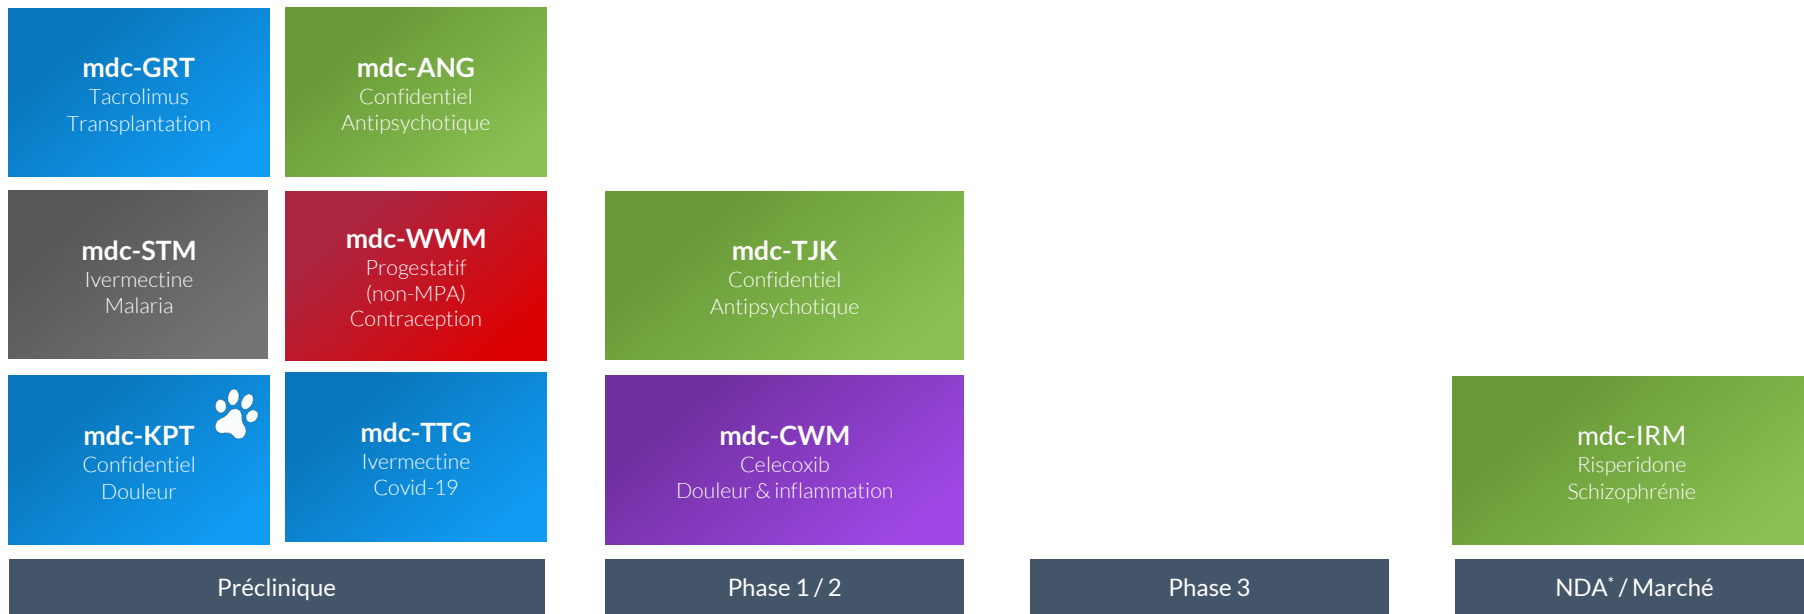 mdc-GRT
Tacrolimus
Transplantation
mdc-ANG
Confidentiel
Antipsychotique
mdc-STM
Ivermectine
Malaria
mdc-WWM
Progestatif
(non-MPA)
Contraception
mdc-TJK
Confidentiel
Antipsychotique
mdc-KPT
Confidentiel
Douleur
mdc-TTG
Ivermectine
Covid-19
mdc-CWM
Celecoxib
Douleur & inflammation
mdc-IRM
Risperidone
Schizophrénie
Préclinique
Phase 1 / 2
Phase 3
NDA* / Marché